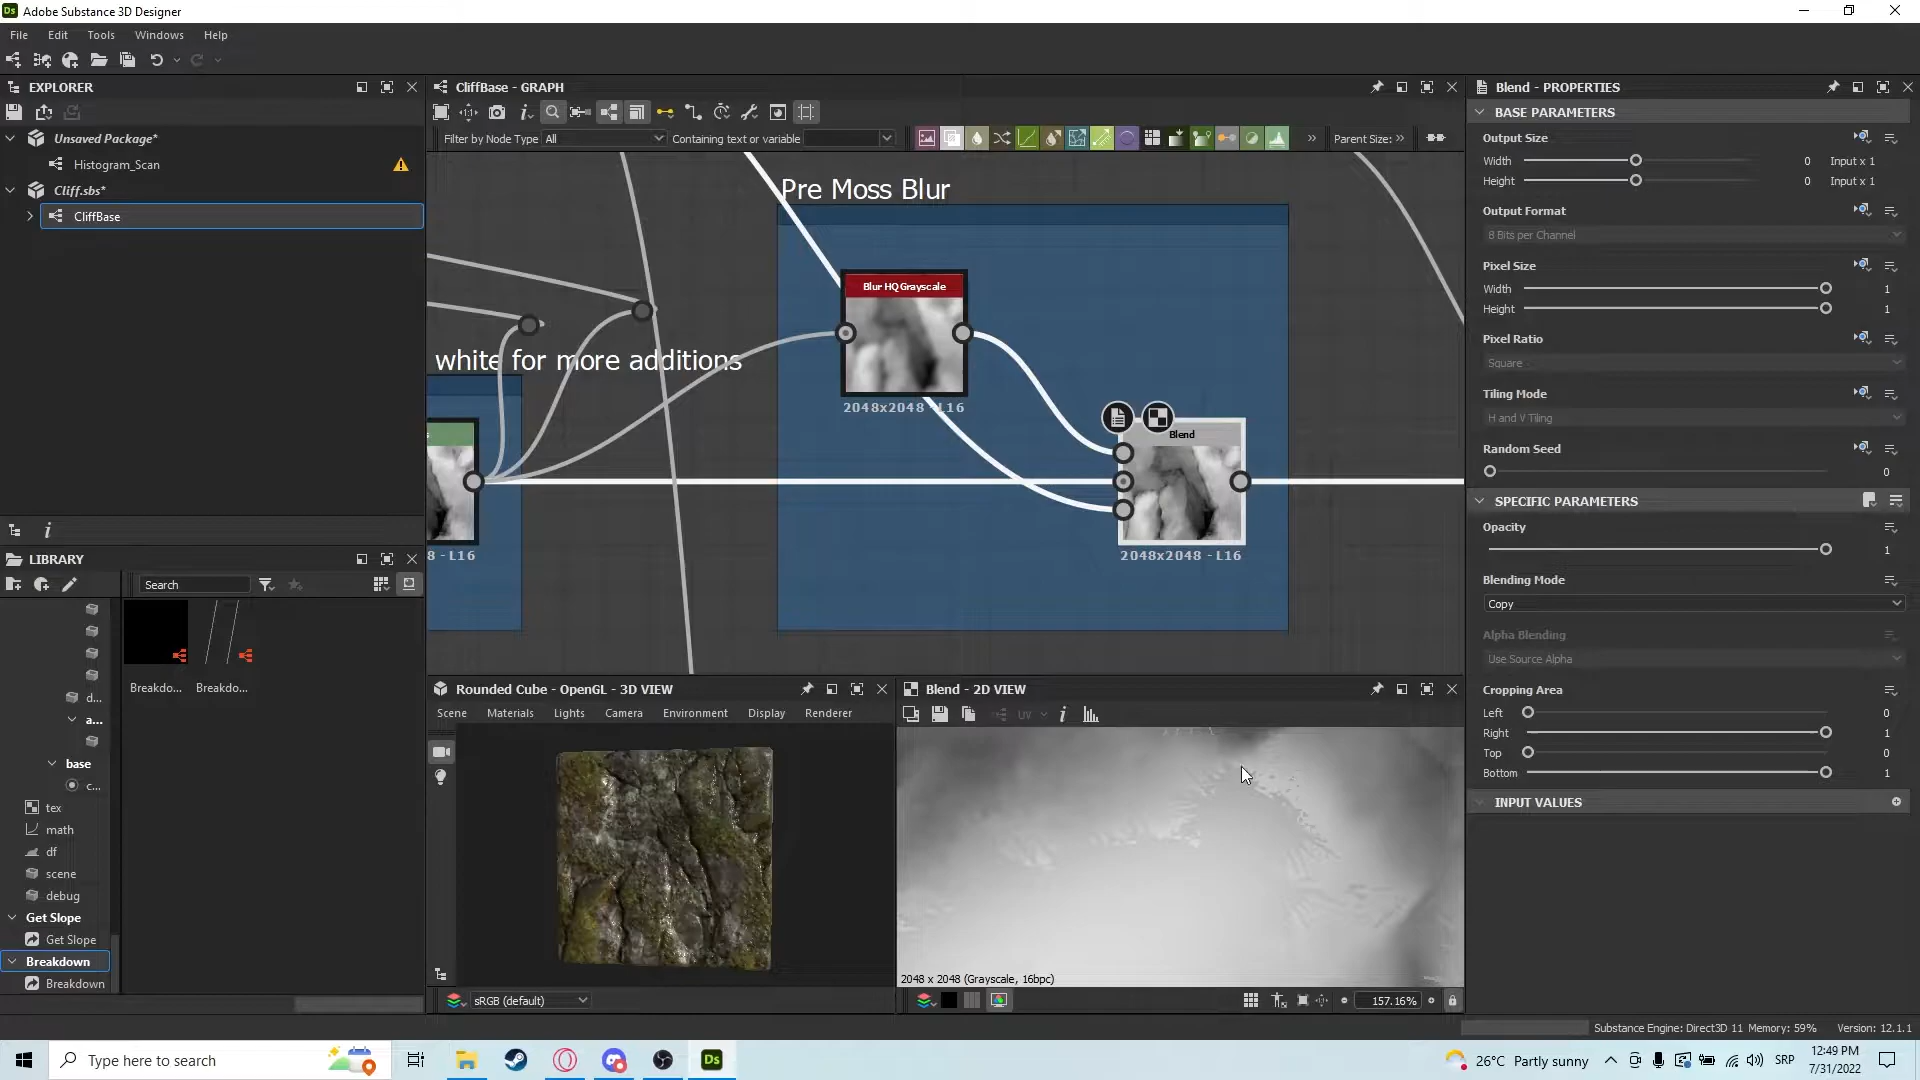 Ds Adobe Substance 3D Designer
File Edit Tools Windows Help
EXPLORER
Unsaved Package*
Histogram_Scan
Cliff.sbs*
CliffBase
LIBRARY
Search
d...
a...
base
c...
tex
math
df
scene
debug
Get Slope
Get Slope
Breakdown
Breakdown
Breakdo...
Breakdo...
CliffBase - GRAPH
Filter by Node Type All Containing text or variable Parent Size: >>
Pre Moss Blur
Blur HQ Grayscale
2048x2048 - L16
white for more additions
s
8 - L16
Blend
2048x2048 - L16
Rounded Cube - OpenGL - 3D VIEW
Scene Materials Lights Camera Environment Display Renderer
sRGB (default)
Blend - 2D VIEW
UV
2048 x 2048 (Grayscale, 16bpc)
157.16%
Blend - PROPERTIES
BASE PARAMETERS
Output Size
Width 0 Input x 1
Height 0 Input x 1
Output Format
8 Bits per Channel
Pixel Size
Width 1
Height 1
Pixel Ratio
Square
Tiling Mode
H and V Tiling
Random Seed
0
SPECIFIC PARAMETERS
Opacity
1
Blending Mode
Copy
Alpha Blending
Use Source Alpha
Cropping Area
Left 0
Right 1
Top 0
Bottom 1
INPUT VALUES
Substance Engine: Direct3D 11 Memory: 59% Version: 12.1.1
Type here to search
Ds
26°C Partly sunny
SRP
12:49 PM
7/31/2022